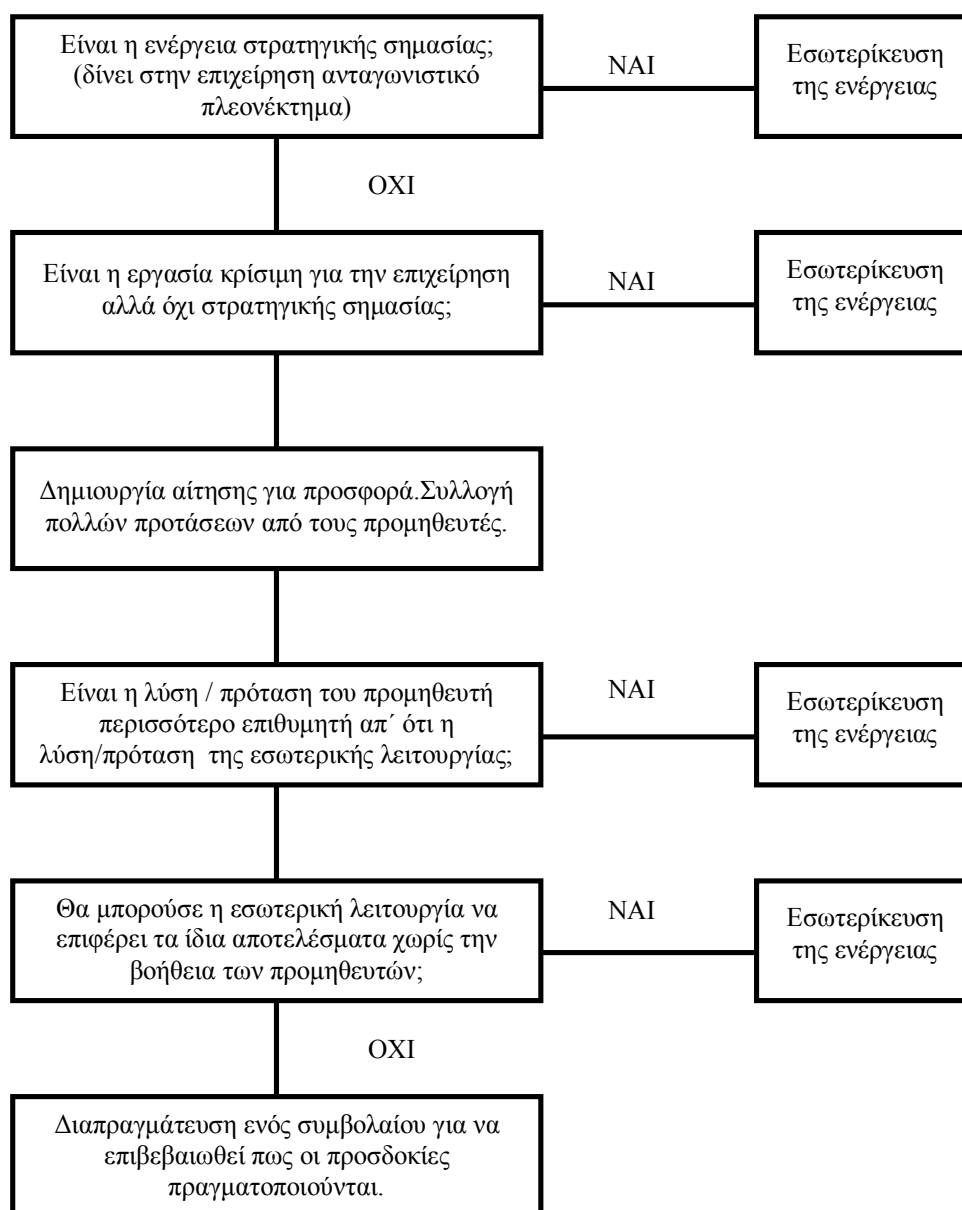 Είναι η ενέργεια στρατηγικής σημασίας;
(δίνει στην επιχείρηση ανταγωνιστικό
πλεονέκτημα)
ΝΑΙ
Εσωτερίκευση
της ενέργειας
ΟΧΙ
Είναι η εργασία κρίσιμη για την επιχείρηση
αλλά όχι στρατηγικής σημασίας;
ΝΑΙ
Εσωτερίκευση
της ενέργειας
Δημιουργία αίτησης για προσφορά.Συλλογή
πολλών προτάσεων από τους προμηθευτές.
Είναι η λύση / πρόταση του προμηθευτή
περισσότερο επιθυμητή απ΄ ότι η
λύση/πρόταση  της εσωτερικής λειτουργίας;
ΝΑΙ
Εσωτερίκευση
της ενέργειας
Θα μπορούσε η εσωτερική λειτουργία να
επιφέρει τα ίδια αποτελέσματα χωρίς την
βοήθεια των προμηθευτών;
ΝΑΙ
Εσωτερίκευση
της ενέργειας
ΟΧΙ
Διαπραγμάτευση ενός συμβολαίου για να
επιβεβαιωθεί πως οι προσδοκίες
πραγματοποιούνται.